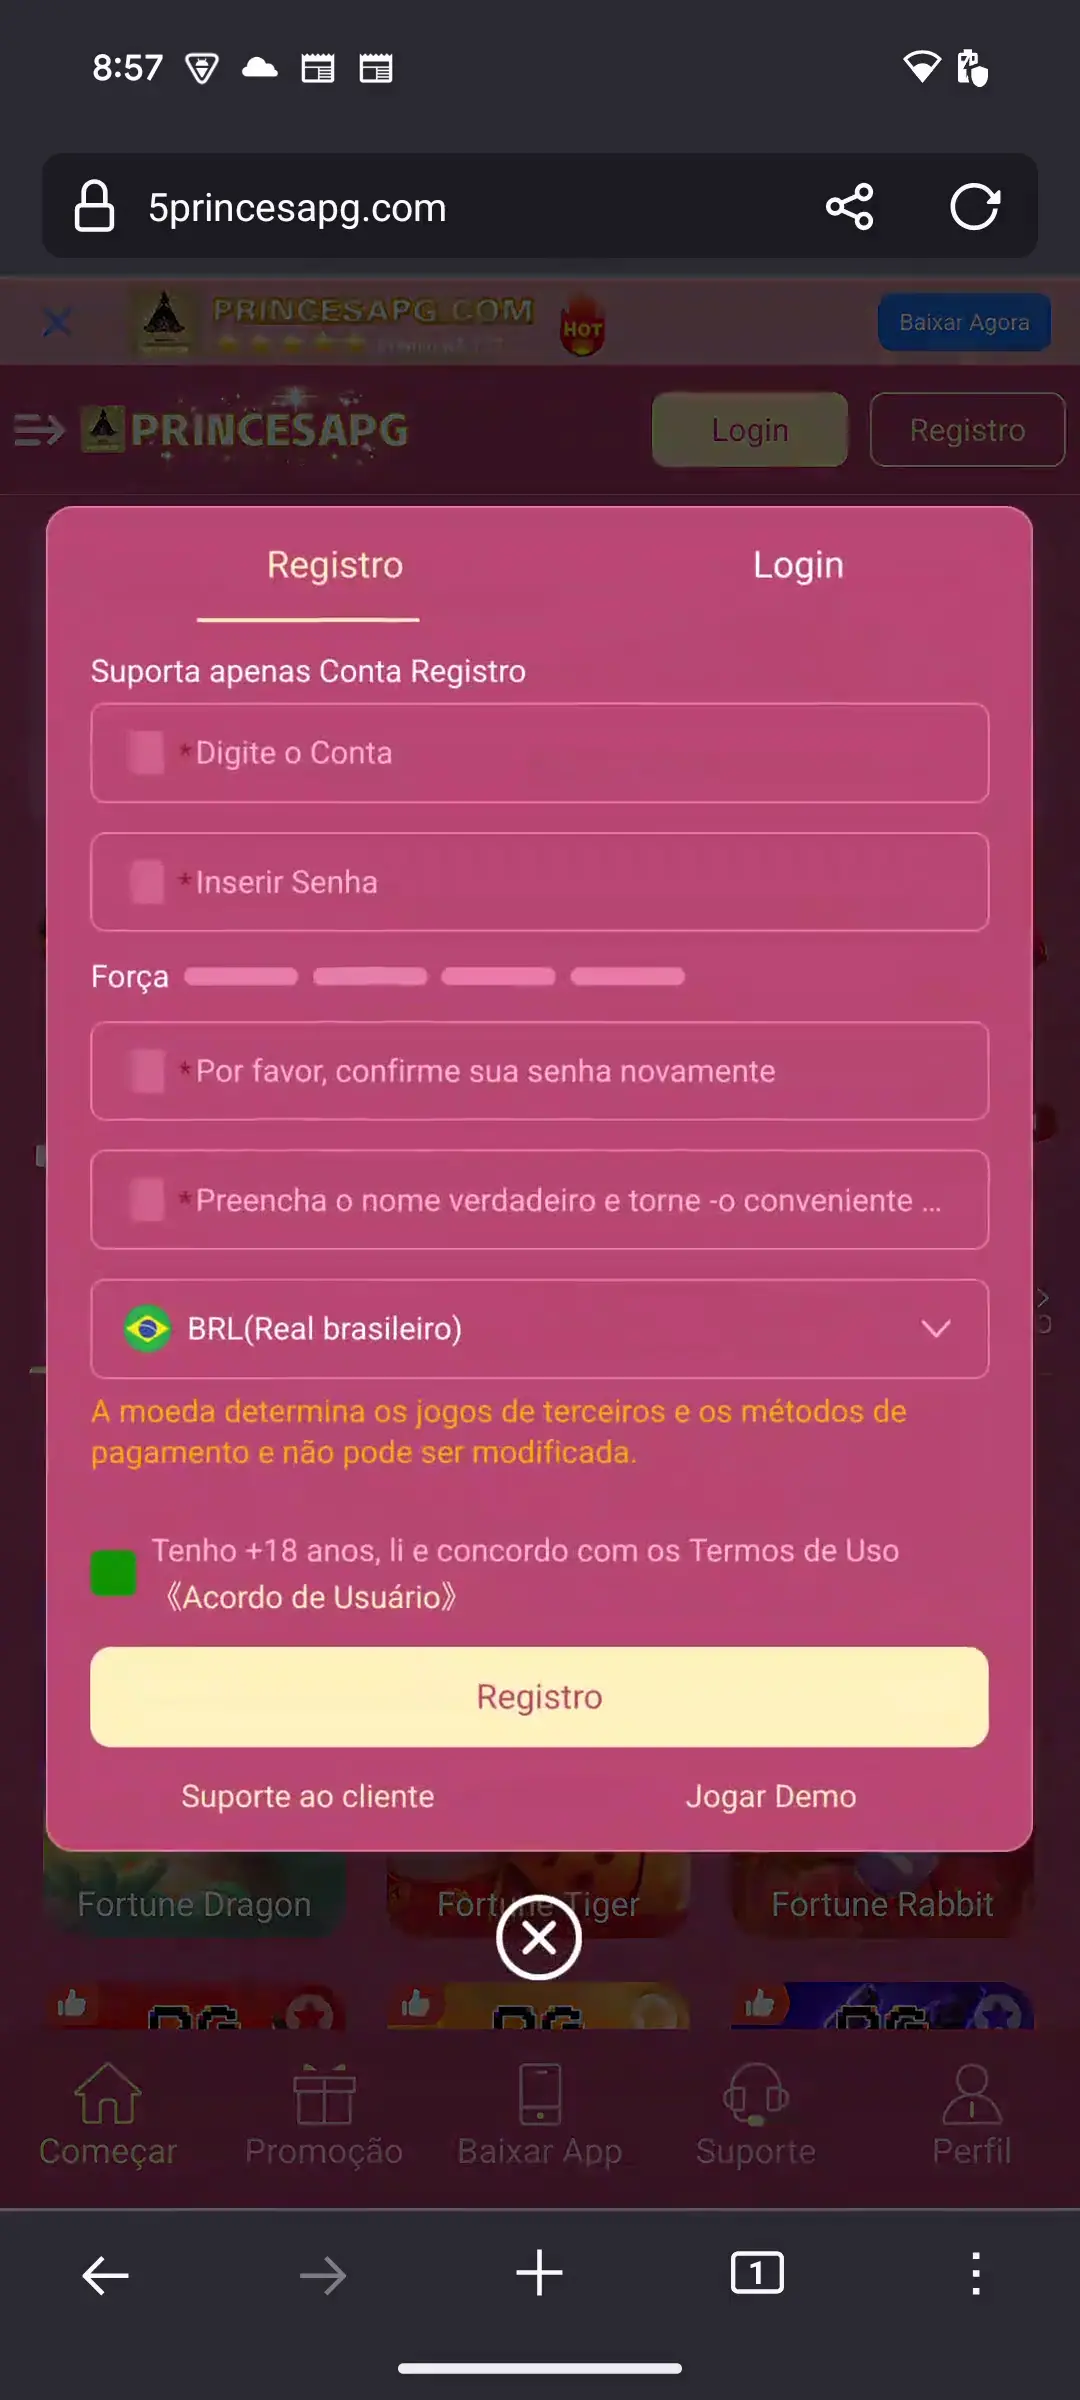 8:57
5princesapg.com
PRINCESAPG.COM
HOT
Baixar Agora
PRINCESAPG
Login
Registro
Registro
Login
Suporta apenas Conta Registro
*Digite o Conta
*Inserir Senha
Força
*Por favor, confirme sua senha novamente
*Preencha o nome verdadeiro e torne -o conveniente ...
BRL(Real brasileiro)
A moeda determina os jogos de terceiros e os métodos de
pagamento e não pode ser modificada.
Tenho +18 anos, li e concordo com os Termos de Uso
《Acordo de Usuário》
Registro
Suporte ao cliente
Jogar Demo
Fortune Dragon
Fortune Tiger
Fortune Rabbit
PG
PG
PG
Começar
Promoção
Baixar App
Suporte
Perfil
1